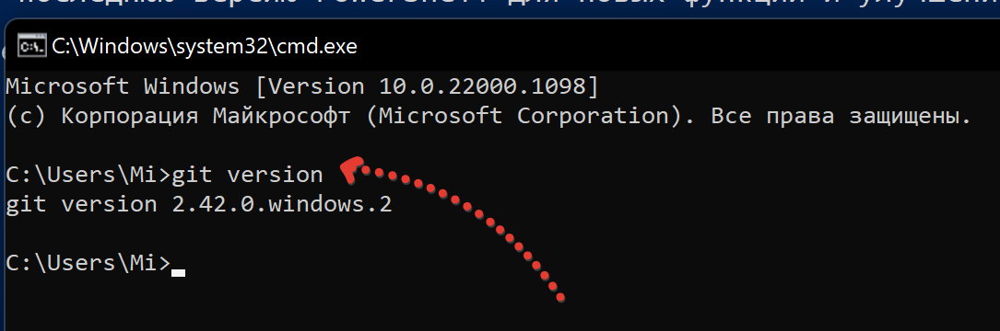 последнюю версию PowerShell для новых функций и улучшени
C:\Windows\system32\cmd.exe
Microsoft Windows [Version 10.0.22000.1098]
(c) Корпорация Майкрософт (Microsoft Corporation). Все права защищены.
C:\Users\Mi>git version
git version 2.42.0.windows.2
C:\Users\Mi>